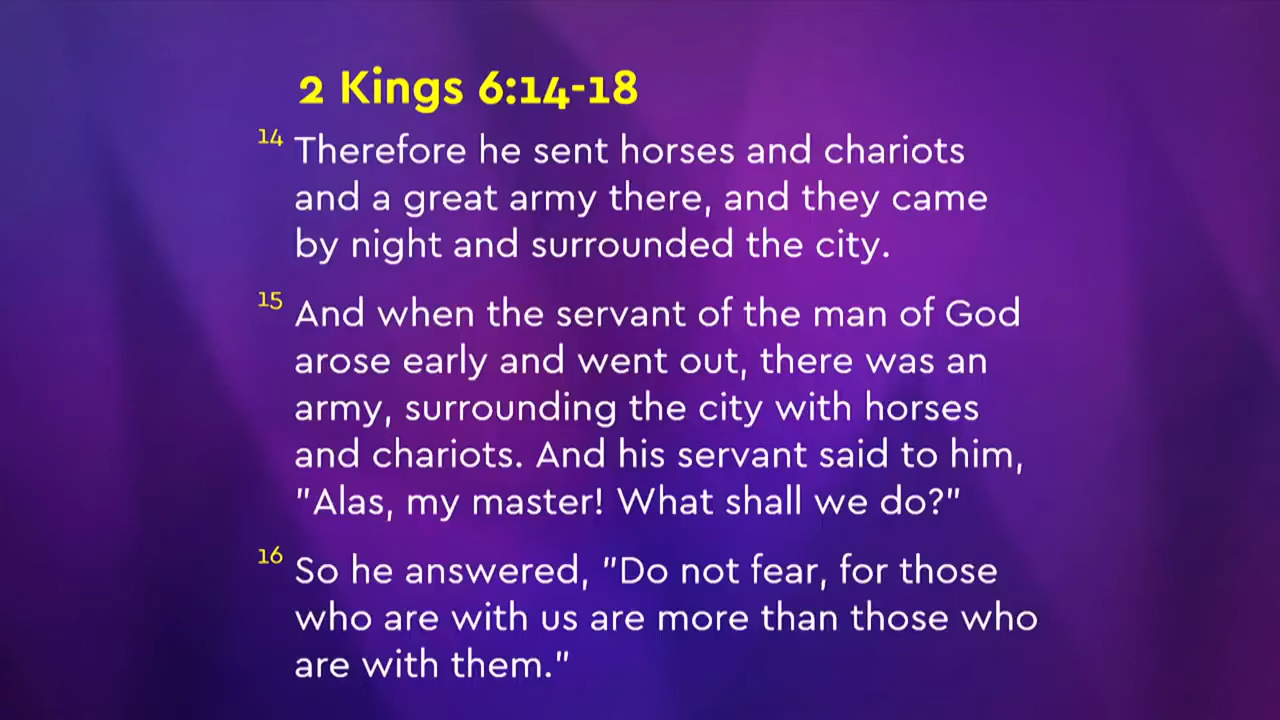 2 Kings 6:14-18
14 Therefore he sent horses and chariots
and a great army there, and they came
by night and surrounded the city.
15 And when the servant of the man of God
arose early and went out, there was an
army, surrounding the city with horses
and chariots. And his servant said to him,
"Alas, my master! What shall we do?"
16 So he answered, "Do not fear, for those
who are with us are more than those who
are with them."